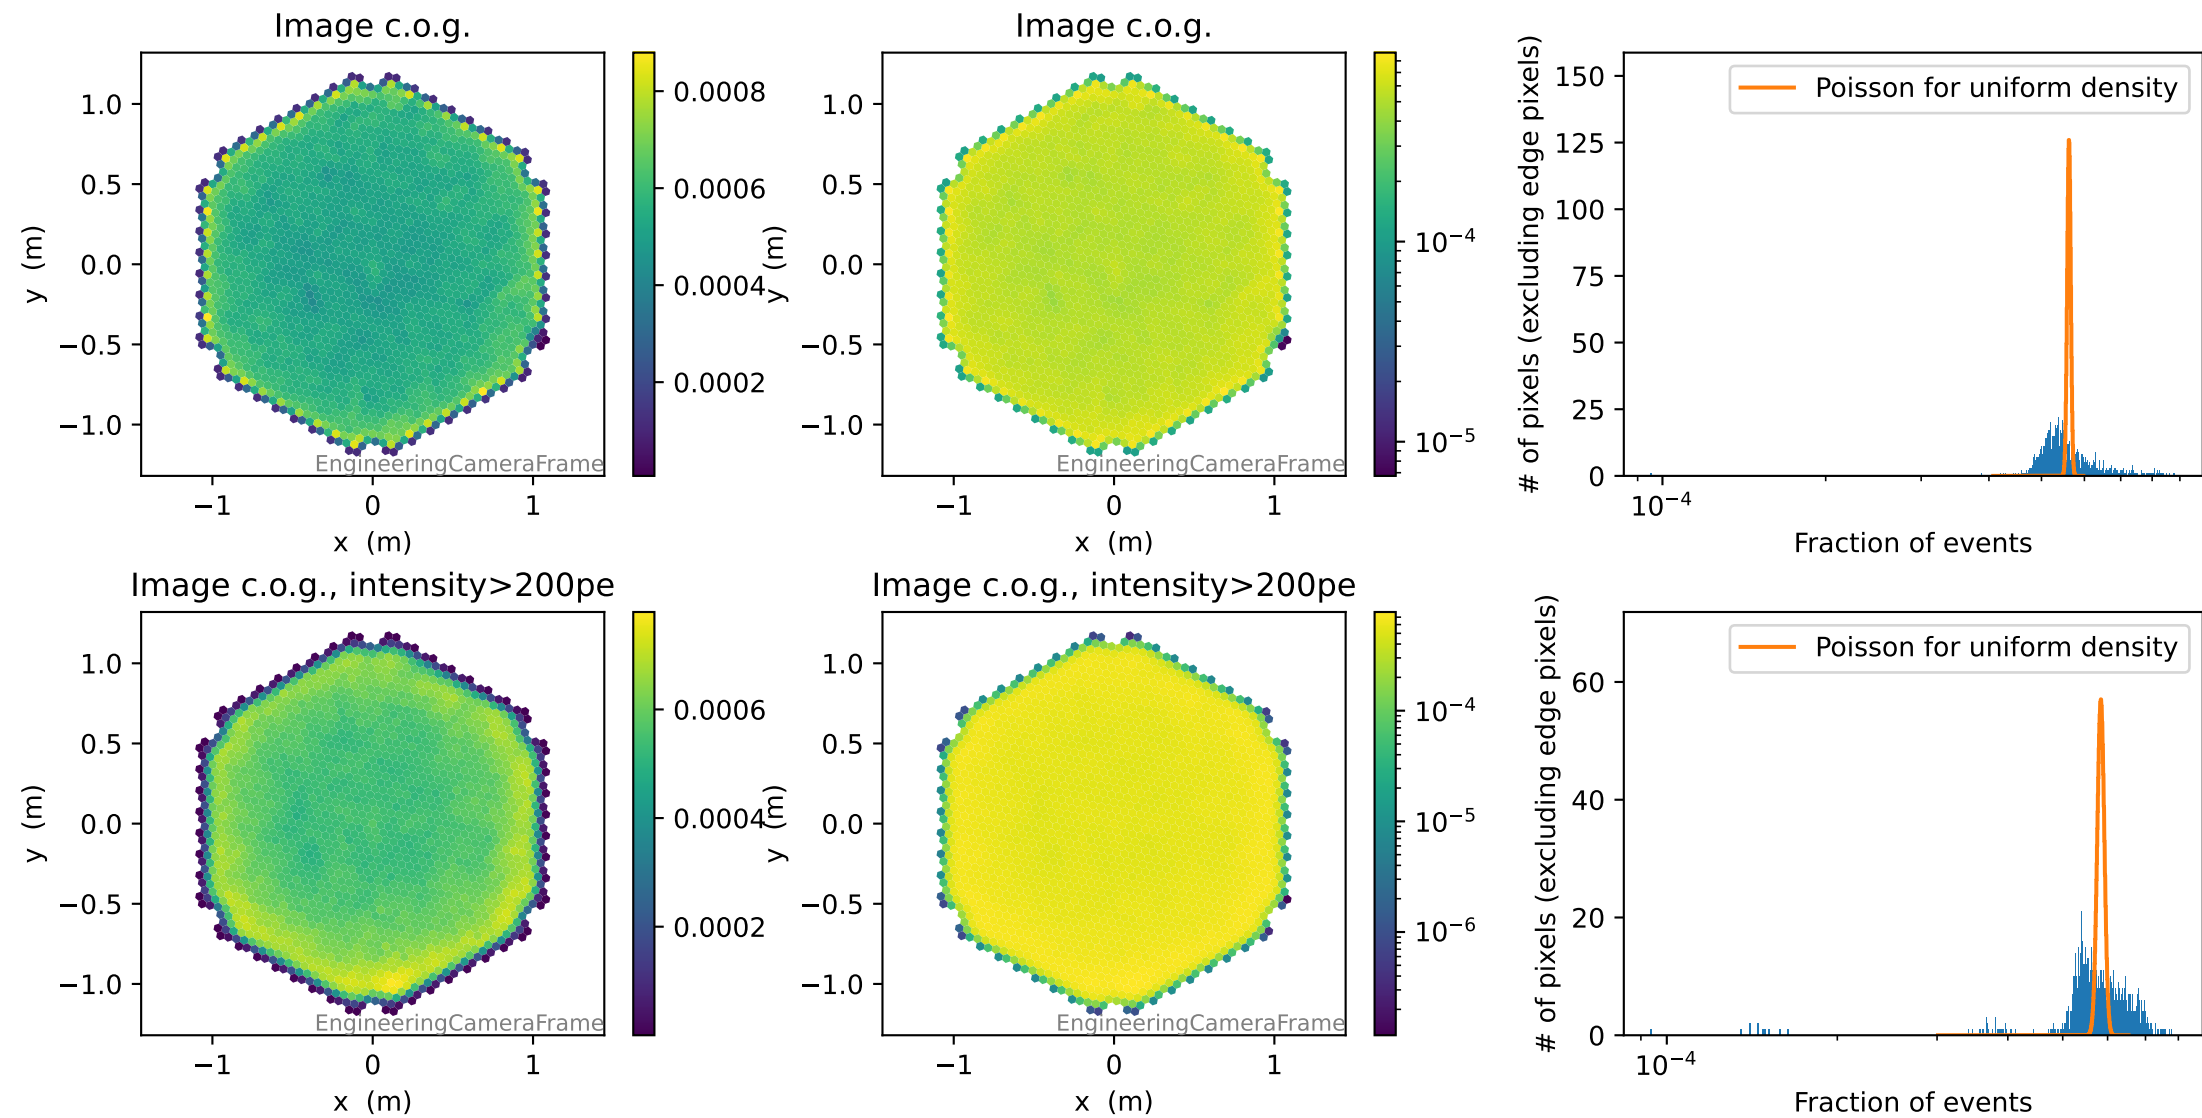 Image c.o.g.
1.0
0.5
0.0
−0.5
−1.0
y (m)
−1
0
1
x (m)
EngineeringCameraFrame
0.0008
0.0006
0.0004
0.0002
Image c.o.g.
1.0
0.5
0.0
−0.5
−1.0
y (m)
−1
0
1
x (m)
EngineeringCameraFrame
10⁻⁴
10⁻⁵
# of pixels (excluding edge pixels)
150
125
100
75
50
25
0
Poisson for uniform density
10⁻⁴
Fraction of events
Image c.o.g., intensity>200pe
1.0
0.5
0.0
−0.5
−1.0
y (m)
−1
0
1
x (m)
EngineeringCameraFrame
0.0006
0.0004
0.0002
Image c.o.g., intensity>200pe
1.0
0.5
0.0
−0.5
−1.0
y (m)
−1
0
1
x (m)
EngineeringCameraFrame
10⁻⁴
10⁻⁵
10⁻⁶
# of pixels (excluding edge pixels)
60
40
20
0
Poisson for uniform density
10⁻⁴
Fraction of events